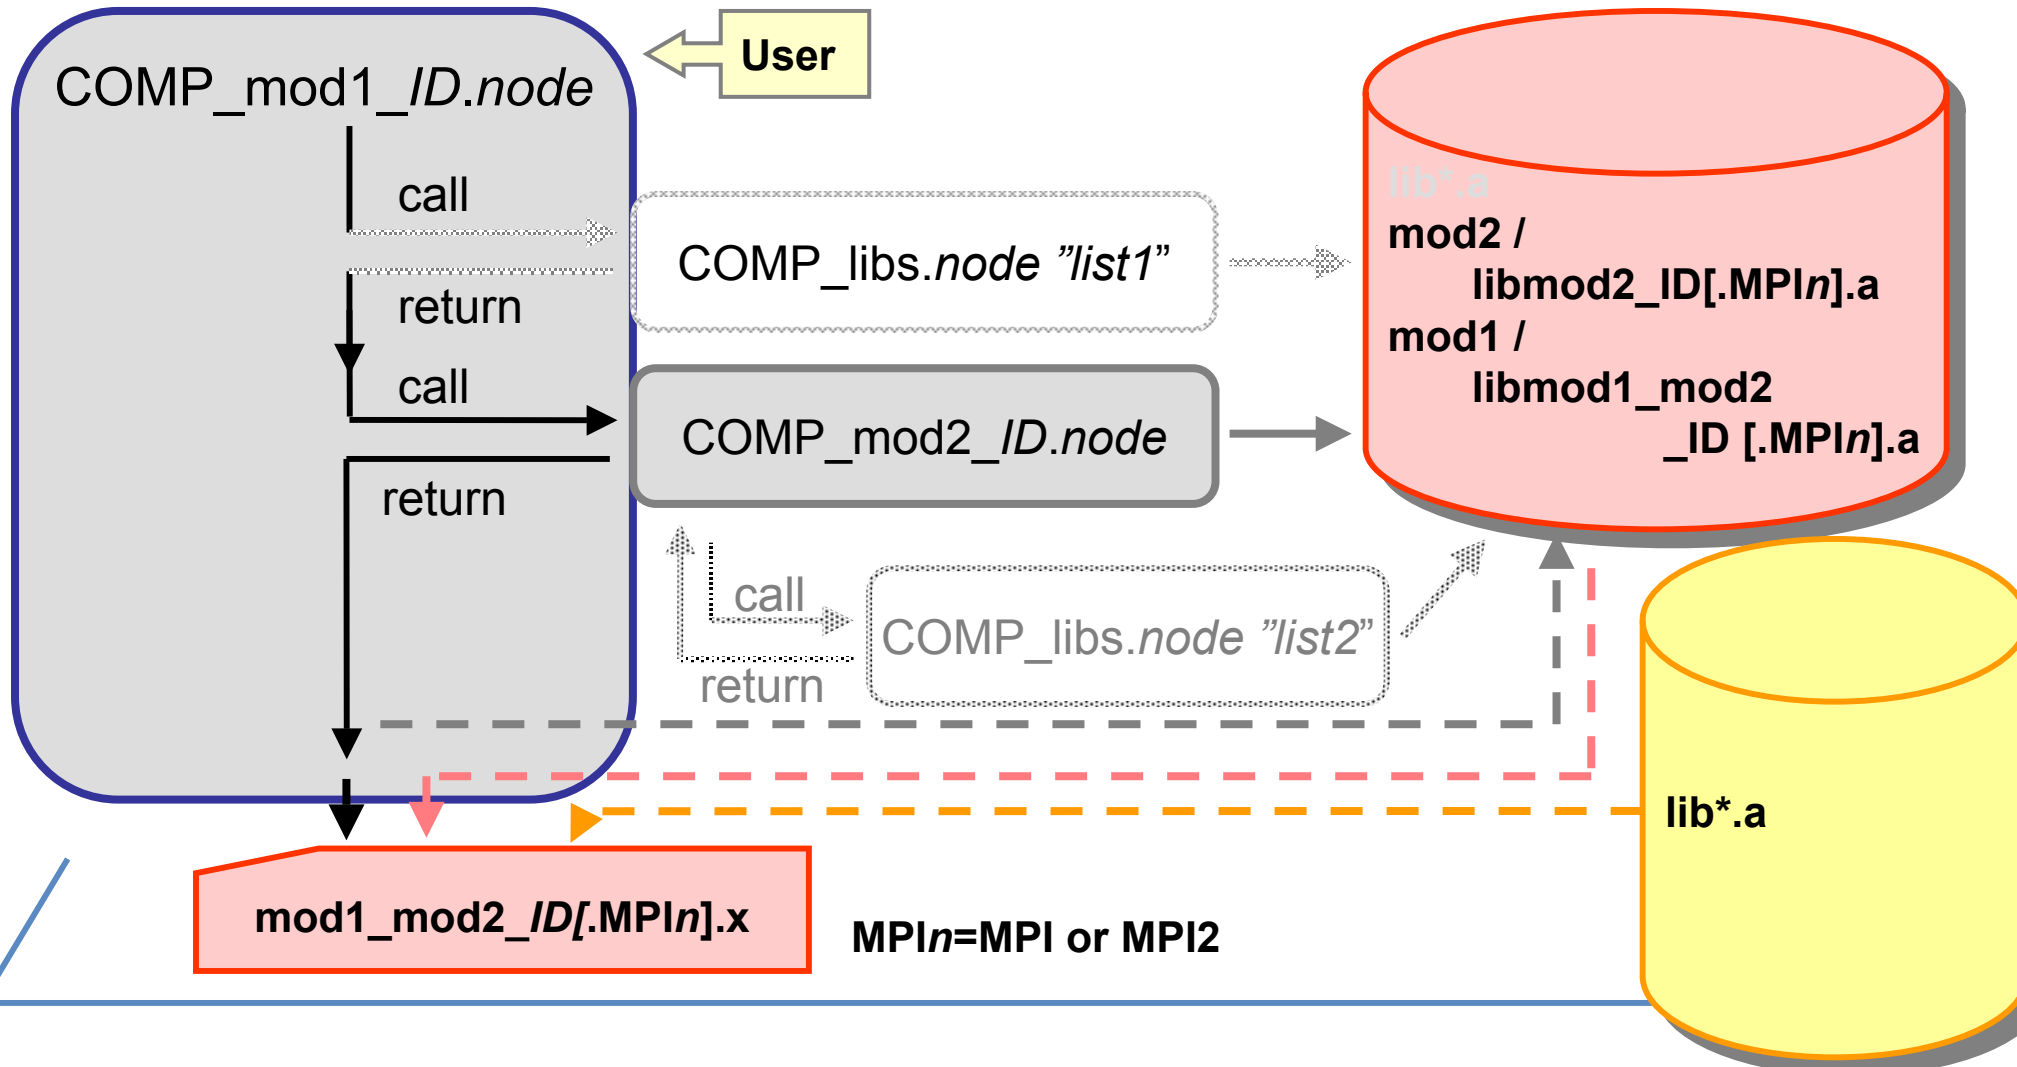 User
COMP_mod1_ID.node
call
return
call
return
COMP_libs.node ”list1”
COMP_mod2_ID.node
call
return
COMP_libs.node ”list2”
lib*.a
mod2 /
libmod2_ID[.MPIn].a
mod1 /
libmod1_mod2
_ID [.MPIn].a
lib*.a
mod1_mod2_ID[.MPIn].x
MPIn=MPI or MPI2